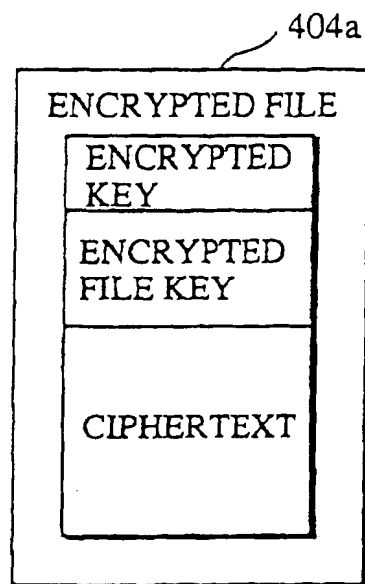 404a
ENCRYPTED FILE
ENCRYPTED
KEY
ENCRYPTED
FILE KEY
CIPHERTEXT